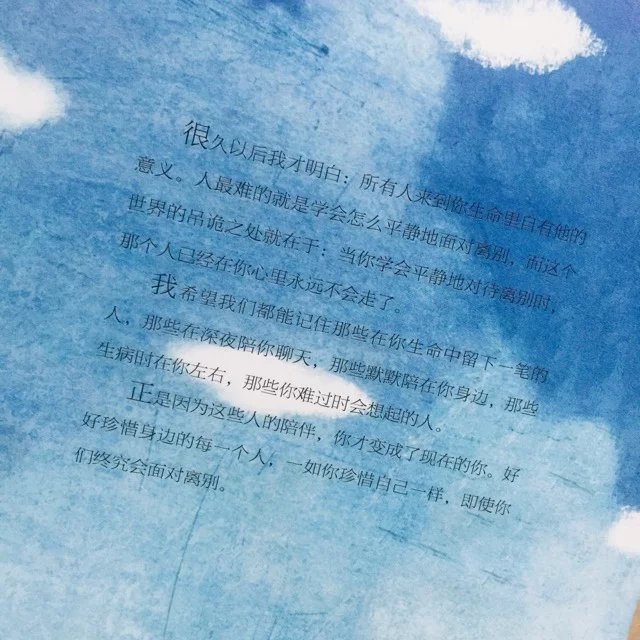 很久以后我才明白：所有人来到你生命里自有他的
意义。人最难的就是学会怎么平静地面对离别，而这个
世界的吊诡之处就在于：当你学会平静地对待离别时，
那个人已经在你心里永远不会走了。
我希望我们都能记住那些在你生命中留下一笔的
人，那些在深夜陪你聊天，那些默默陪在你身边，那些
生病时在你左右，那些你难过时会想起的人。
正是因为这些人的陪伴，你才变成了现在的你。好
好珍惜身边的每一个人，一如你珍惜自己一样，即使你
们终究会面对离别。